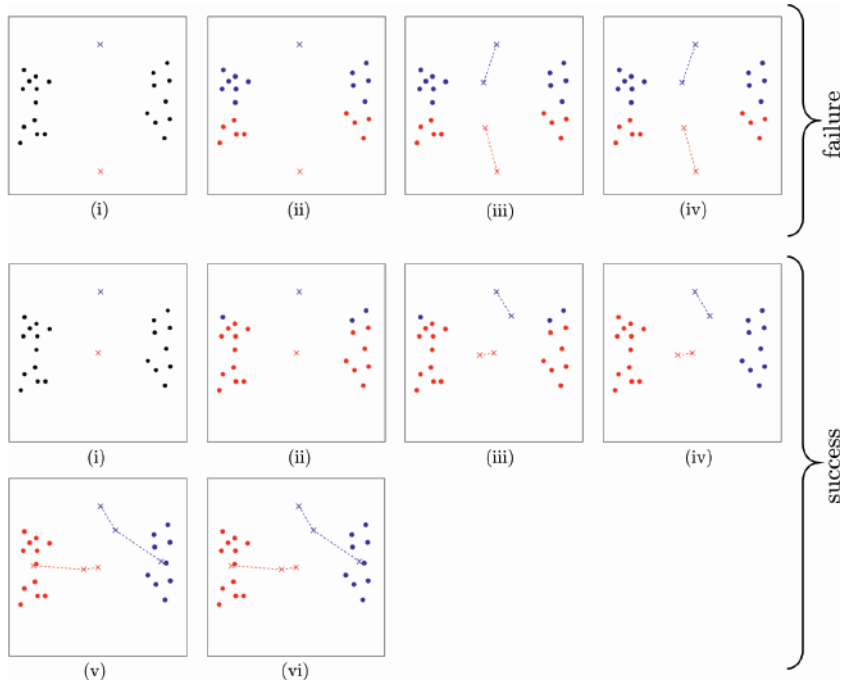 (i) (ii) (iii) (iv)
failure
(i) (ii) (iii) (iv)
(v) (vi)
success